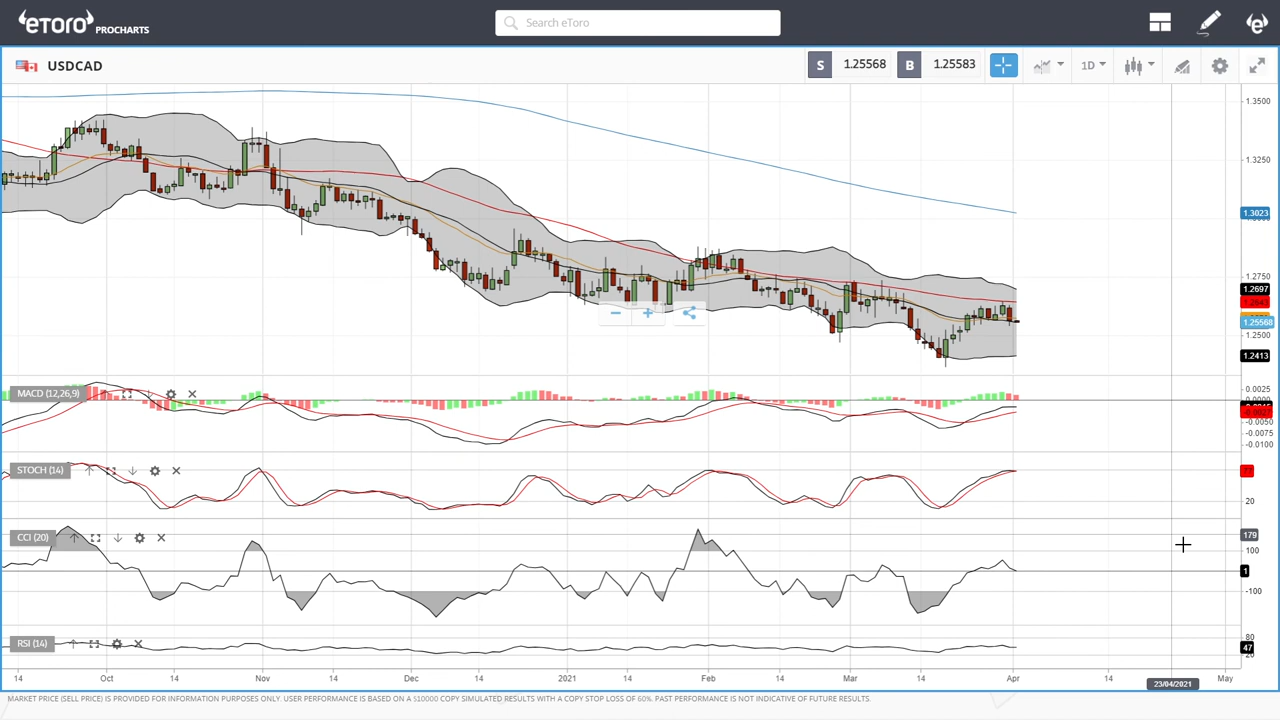 eToro PROCHARTS
Search eToro
USDCAD
S 1.25568 B 1.25583
1D
1.3500
1.3250
1.3023
1.2750
1.2697
1.25568
1.2500
1.2413
MACD (12,26,9)
0.0025
0.0000
-0.0027
-0.0050
-0.0075
-0.0100
STOCH (14)
77
20
CCI (20)
179
100
1
-100
RSI (14)
80
47
14 Oct 14 Nov 14 Dec 14 2021 14 Feb 14 Mar 14 Apr 14 23/04/2021 May
MARKET PRICE (SELL PRICE) IS PROVIDED FOR INFORMATION PURPOSES ONLY. USER PERFORMANCE IS BASED ON A $10000 COPY SIMULATED RESULTS WITH A COPY STOP LOSS OF 60%. PAST PERFORMANCE IS NOT INDICATIVE OF FUTURE RESULTS.